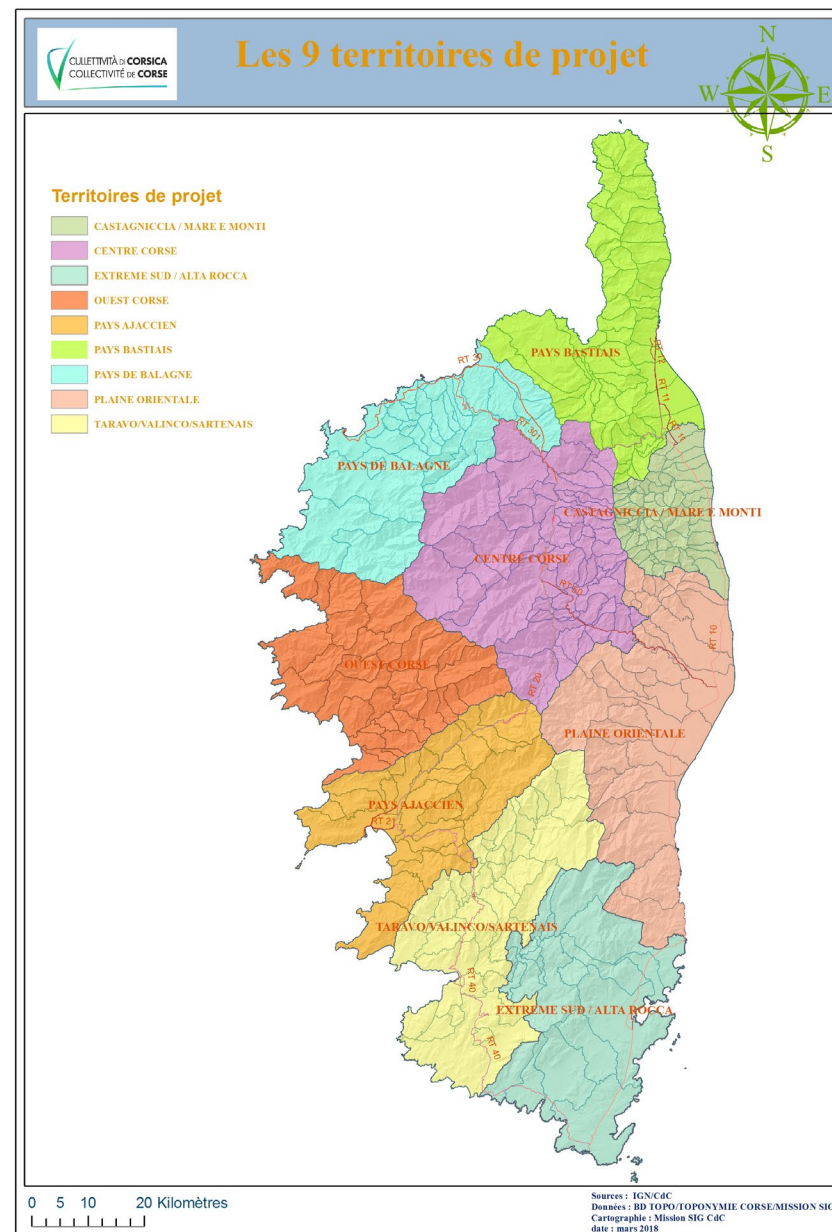 CULLETTIVITÀ DI CORSICA
COLLECTIVITÉ DE CORSE
Les 9 territoires de projet
N
W
E
S
Territoires de projet
CASTAGNICCIA / MARE E MONTI
CENTRE CORSE
EXTREME SUD / ALTA ROCCA
OUEST CORSE
PAYS AJACCIEN
PAYS BASTIAIS
PAYS DE BALAGNE
PLAINE ORIENTALE
TARAVO/VALINCO/SARTENAIS
PAYS BASTIAIS
RT 30
RT 11
RT 301
PAYS DE BALAGNE
CASTAGNICCIA / MARE E MONTI
CENTRE CORSE
RT 50
RT 10
OUEST CORSE
RT 20
PLAINE ORIENTALE
PAYS AJACCIEN
RT 21
TARAVO/VALINCO/SARTENAIS
RT 40
EXTREME SUD / ALTA ROCCA
RT 40
0 5 10 20 Kilomètres
Sources : IGN/CdC
Données : BD TOPO/TOPONYMIE CORSE/MISSION SIG
Cartographie : Mission SIG CdC
date : mars 2018